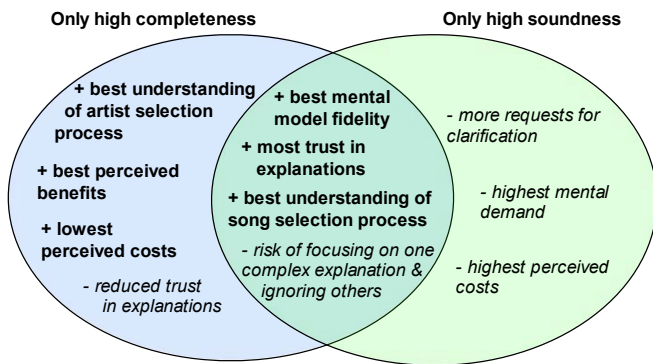 Only high completeness
Only high soundness
+ best understanding
of artist selection
process
+ best perceived
benefits
+ lowest
perceived costs
- reduced trust
in explanations
+ best mental
model fidelity
+ most trust in
explanations
+ best understanding of
song selection process
- risk of focusing on one
complex explanation &
ignoring others
- more requests for
clarification
- highest mental
demand
- highest perceived
costs